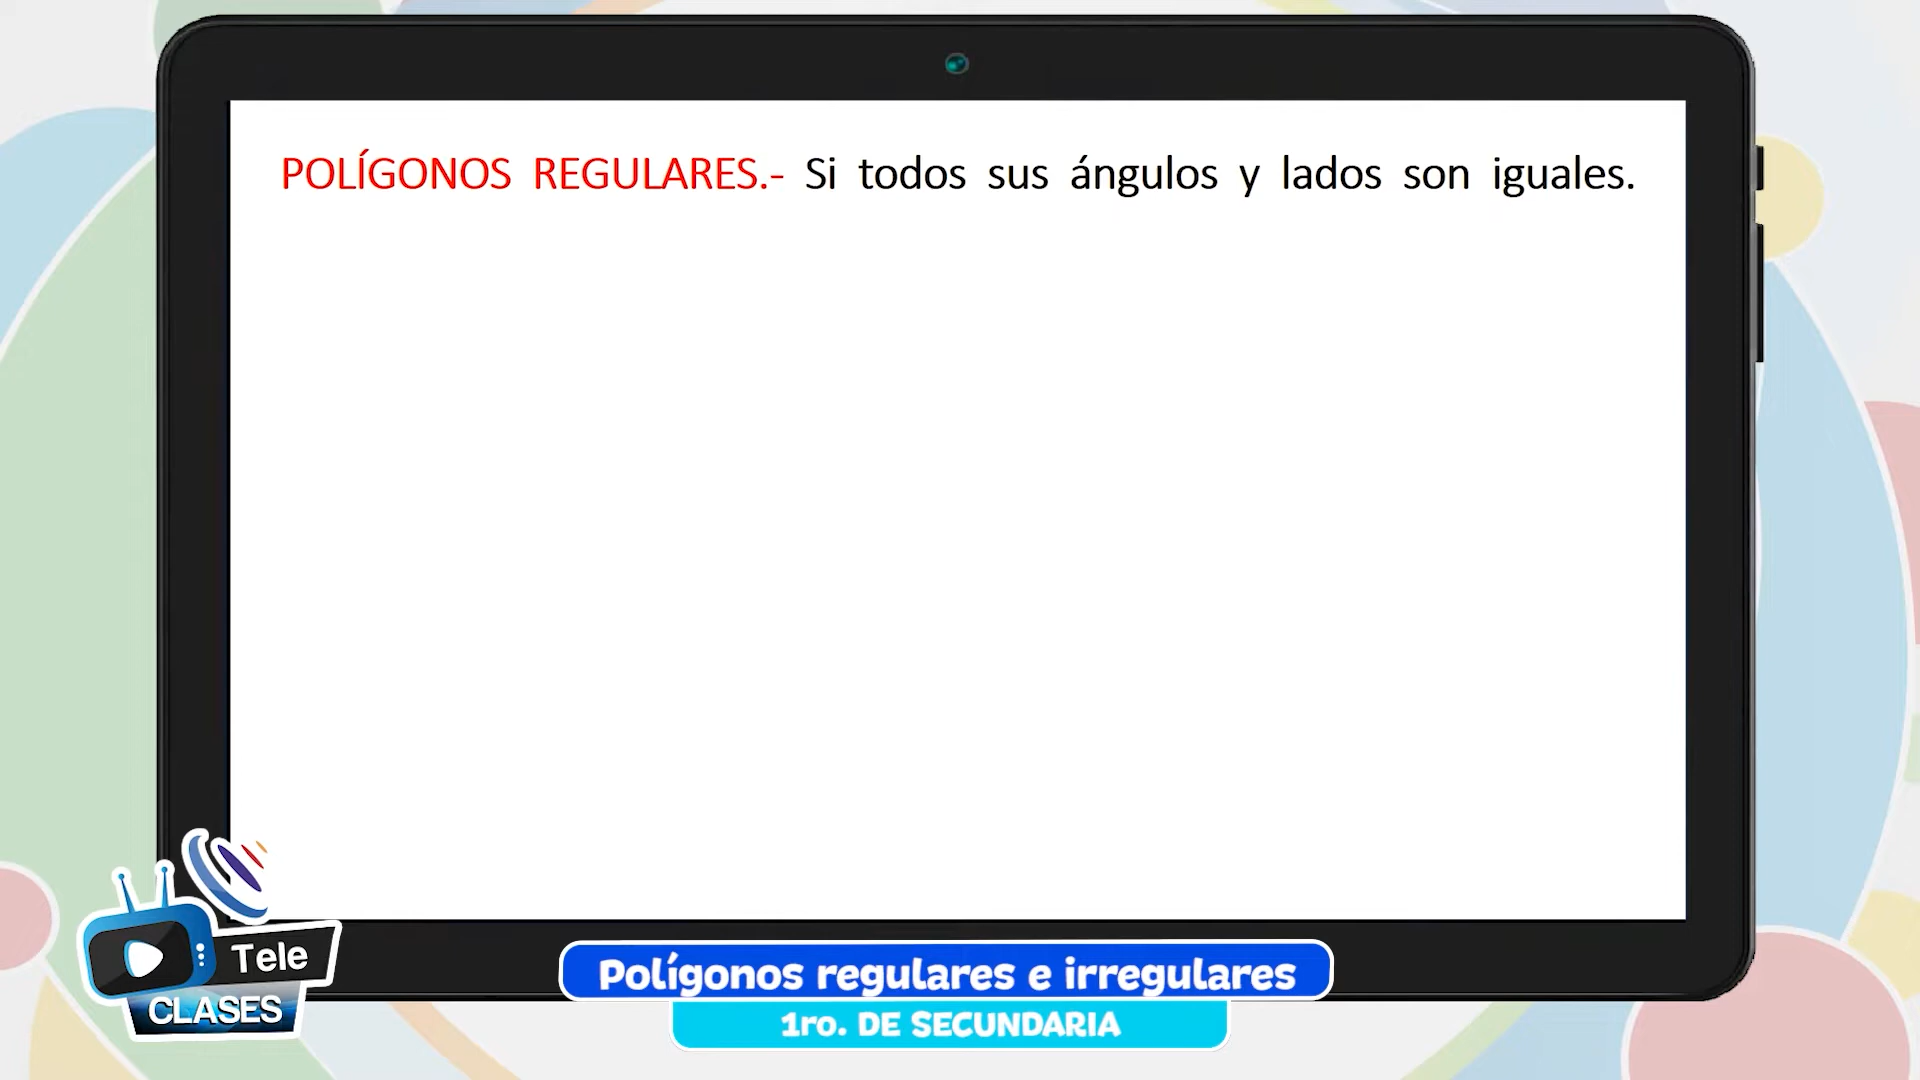 POLÍGONOS REGULARES.- Si todos sus ángulos y lados son iguales.
Tele
CLASES
Polígonos regulares e irregulares
1ro. DE SECUNDARIA